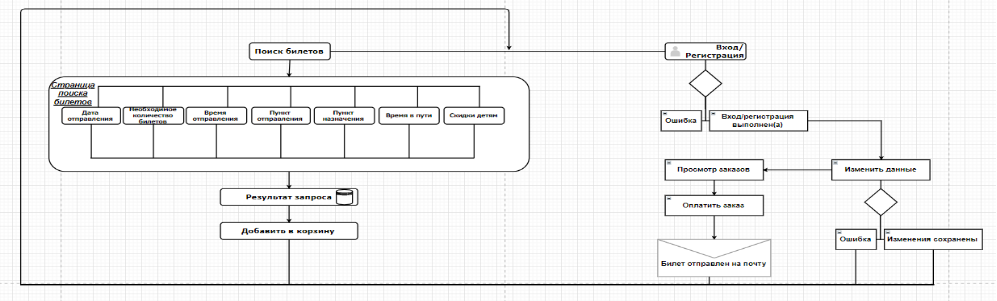 Поиск билетов
Вход/
Регистрация
Страница
поиска
билетов
Дата
отправления
Необходимое
количество
билетов
Время
отправления
Пункт
отправления
Пункт
назначения
Время в пути
Скидки детям
Результат запроса
Добавить в корзину
Ошибка
Вход/регистрация
выполнен(а)
Просмотр заказов
Изменить данные
Оплатить заказ
Билет отправлен на почту
Ошибка
Изменения сохранены